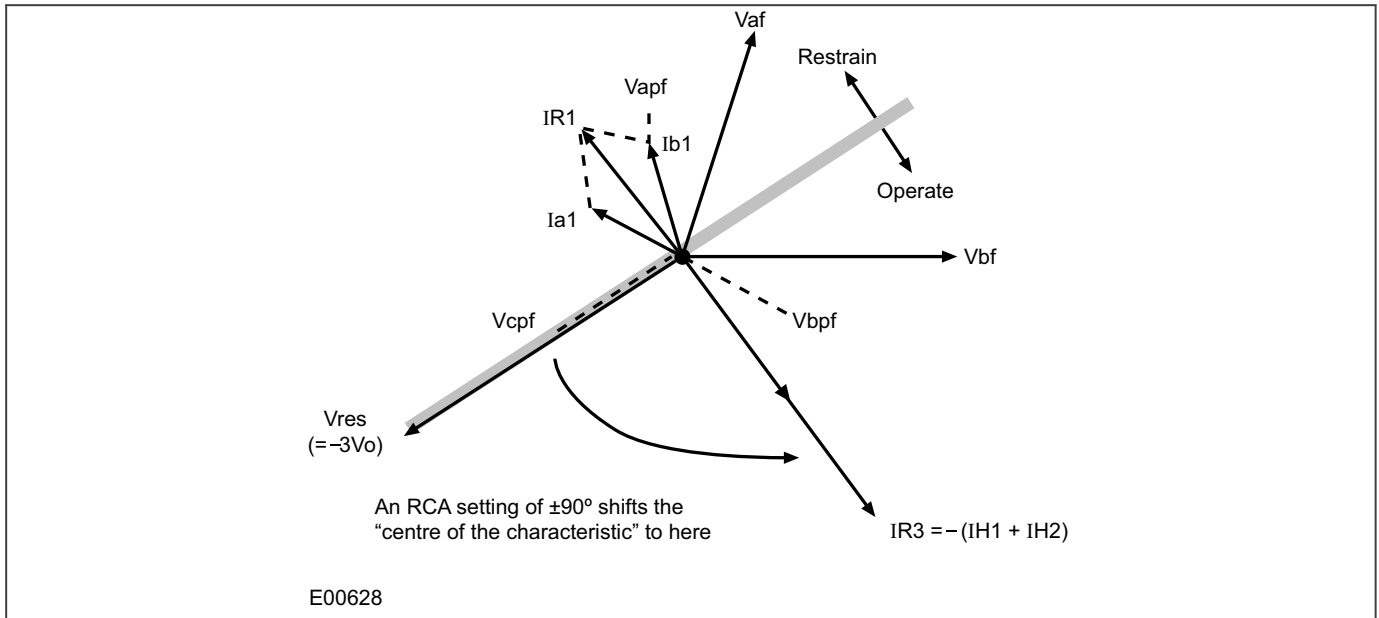 Vaf
Restrain
Vapf
IR1
Ib1
Operate
Ia1
Vbf
Vcpf
Vbpf
Vres
(=−3Vo)
An RCA setting of ±90º shifts the
“centre of the characteristic” to here
IR3 =− (IH1 + IH2)
E00628